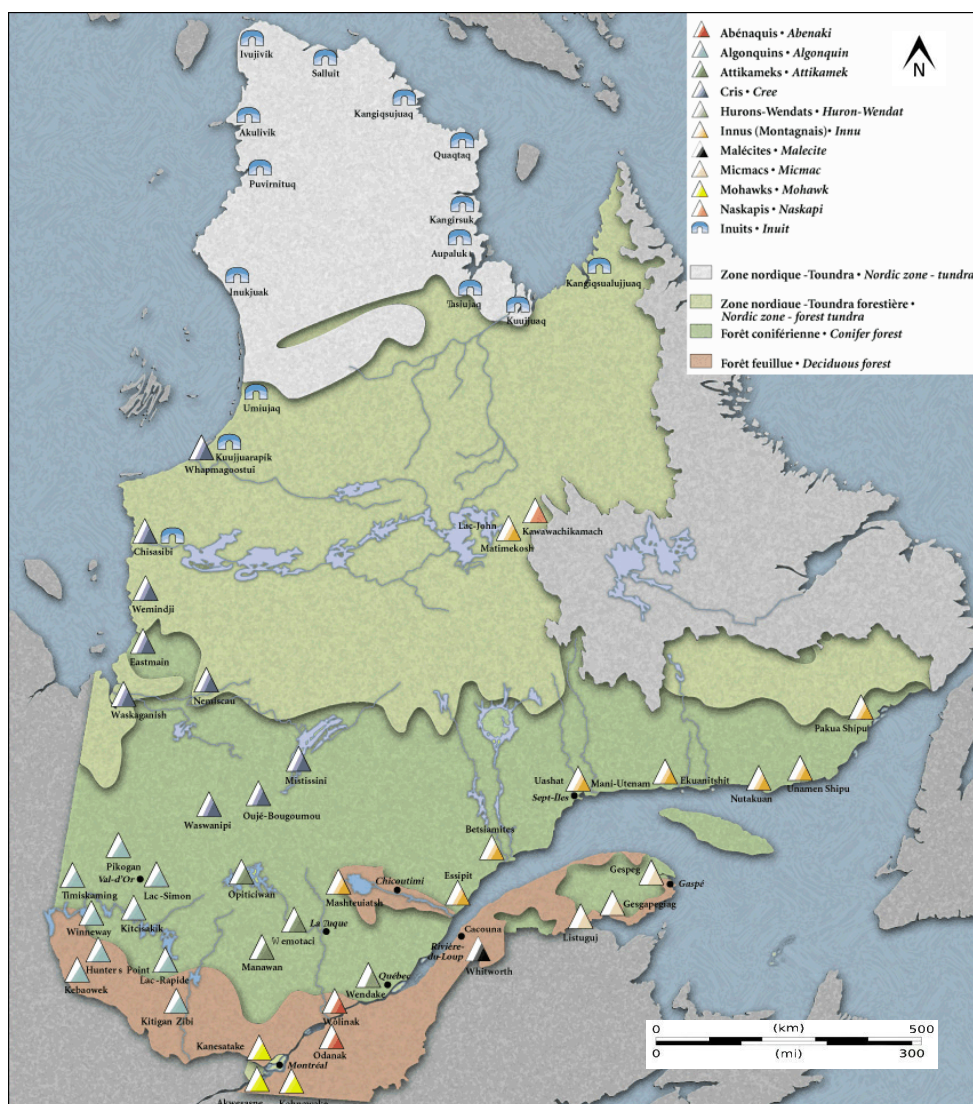 Abénaquis • Abenaki
Algonquins • Algonquin
Attikameks • Attikamek
Cris • Cree
Hurons-Wendats • Huron-Wendat
Innus (Montagnais) • Innu
Malécites • Malecite
Micmacs • Micmac
Mohawks • Mohawk
Naskapis • Naskapi
Inuits • Inuit
N
Zone nordique -Toundra • Nordic zone - tundra
Zone nordique -Toundra forestière •
Nordic zone - forest tundra
Forêt coniférienne • Conifer forest
Forêt feuillue • Deciduous forest
Ivujivik
Salluit
Kangiqsujuaq
Akulivik
Quaqtaq
Puvirnituq
Kangirsuk
Aupaluk
Inukjuak
Kangiqsualujjuaq
Tasiujaq
Kuujjuaq
Umiujaq
Kuujjuarapik
Whapmagoostui
Lac-John
Kawawachikamach
Matimekosh
Chisasibi
Wemindji
Eastmain
Nemiscau
Waskaganish
Pakua Shipu
Mistissini
Uashat
Mani-Utenam
Ekuanitshit
Sept-Îles
Nutakuan
Unamen Shipu
Waswanipi
Oujé-Bougoumou
Betsiamites
Pikogan
Val-d'Or
Timiskaming
Lac-Simon
Opiticiwan
Mashteuiatsh
Chicoutimi
Essipit
Gespeg
Gaspé
Gesgapegiag
Listuguj
Winneway
Kitcisakik
Wemotaci
La Tuque
Cacouna
Rivière-
du-Loup
Whitworth
Hunter s Point
Manawan
Kebaowek
Lac-Rapide
Québec
Wendake
Kitigan Zibi
Wôlinak
Odanak
Kanesatake
Montréal
Akwesasne
Kahnawake
0 (km) 500
0 (mi) 300